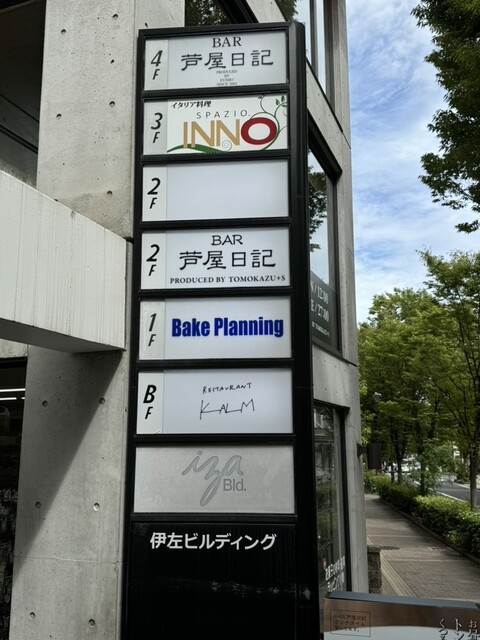 4F
BAR
芦屋日記
PRODUCED
BY
3F
イタリア料理
SPAZIO
INNO
2F
2F
BAR
芦屋日記
PRODUCED BY TOMOKAZU+S
1F
Bake Planning
BF
RESTAURANT
KALM
iza
Bld.
伊左ビルディング